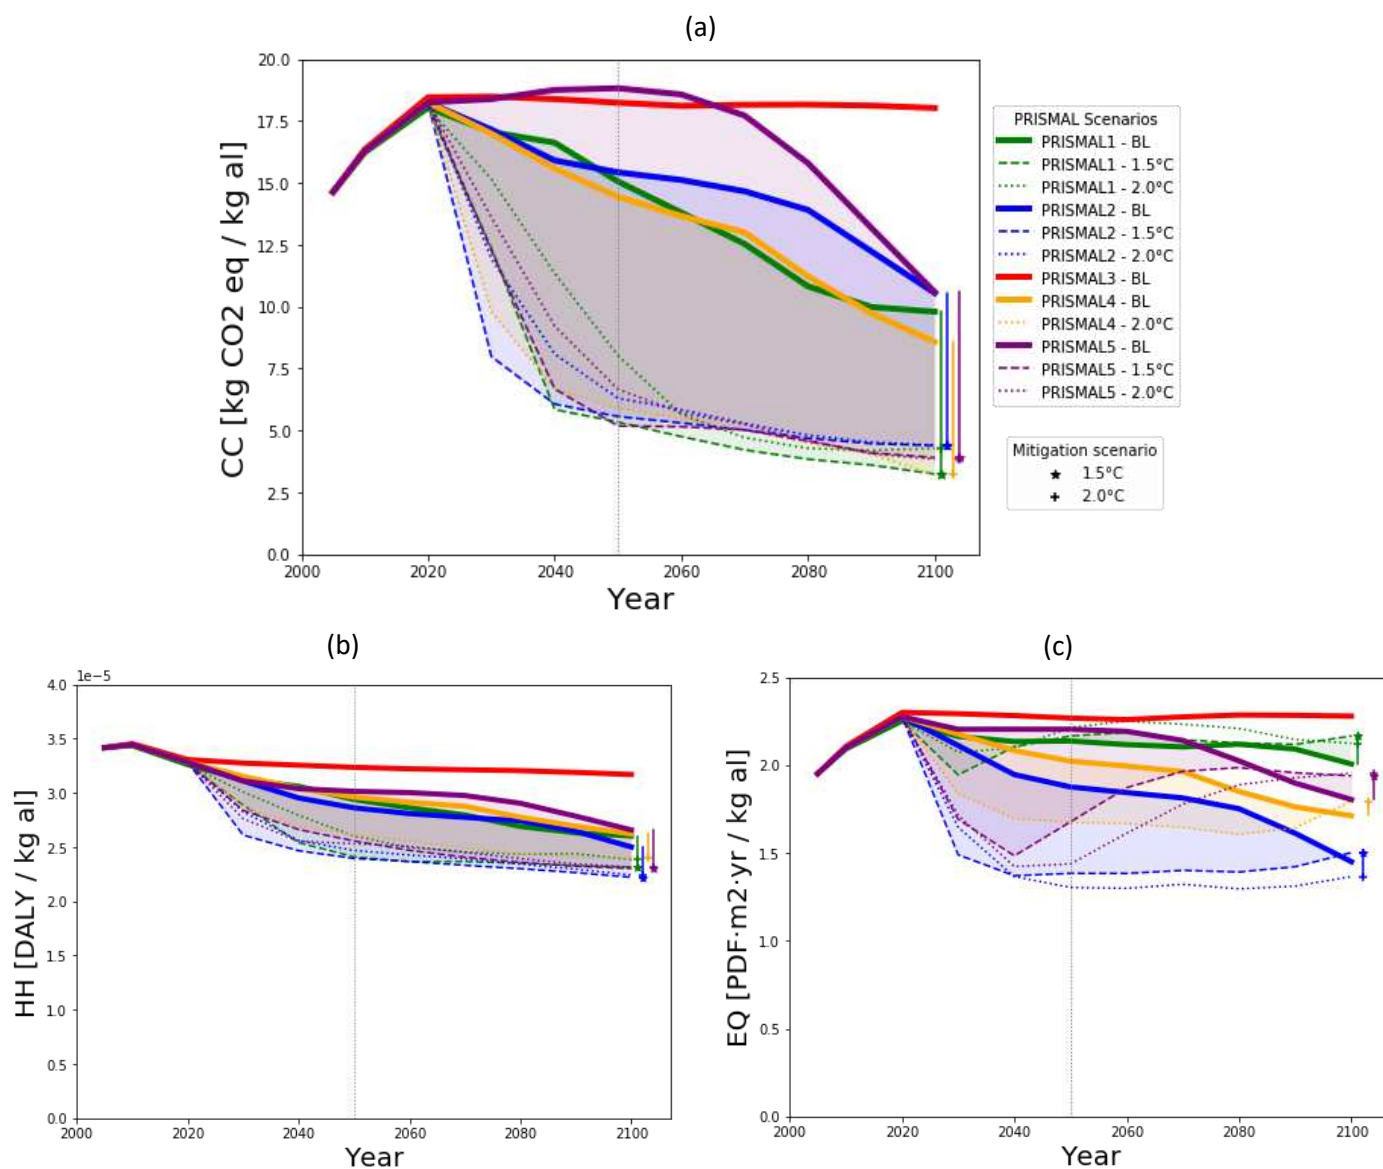 (a)
CC [kg CO2 eq / kg al]
20.0
17.5
15.0
12.5
10.0
7.5
5.0
2.5
0.0
2000
2020
2040
2060
2080
2100
Year
PRISMAL Scenarios
PRISMAL1 - BL
PRISMAL1 - 1.5°C
PRISMAL1 - 2.0°C
PRISMAL2 - BL
PRISMAL2 - 1.5°C
PRISMAL2 - 2.0°C
PRISMAL3 - BL
PRISMAL4 - BL
PRISMAL4 - 2.0°C
PRISMAL5 - BL
PRISMAL5 - 1.5°C
PRISMAL5 - 2.0°C
Mitigation scenario
1.5°C
2.0°C
(b)
1e−5
HH [DALY / kg al]
4.0
3.5
3.0
2.5
2.0
1.5
1.0
0.5
0.0
2000
2020
2040
2060
2080
2100
Year
(c)
EQ [PDF·m2·yr / kg al]
2.5
2.0
1.5
1.0
0.5
0.0
2000
2020
2040
2060
2080
2100
Year